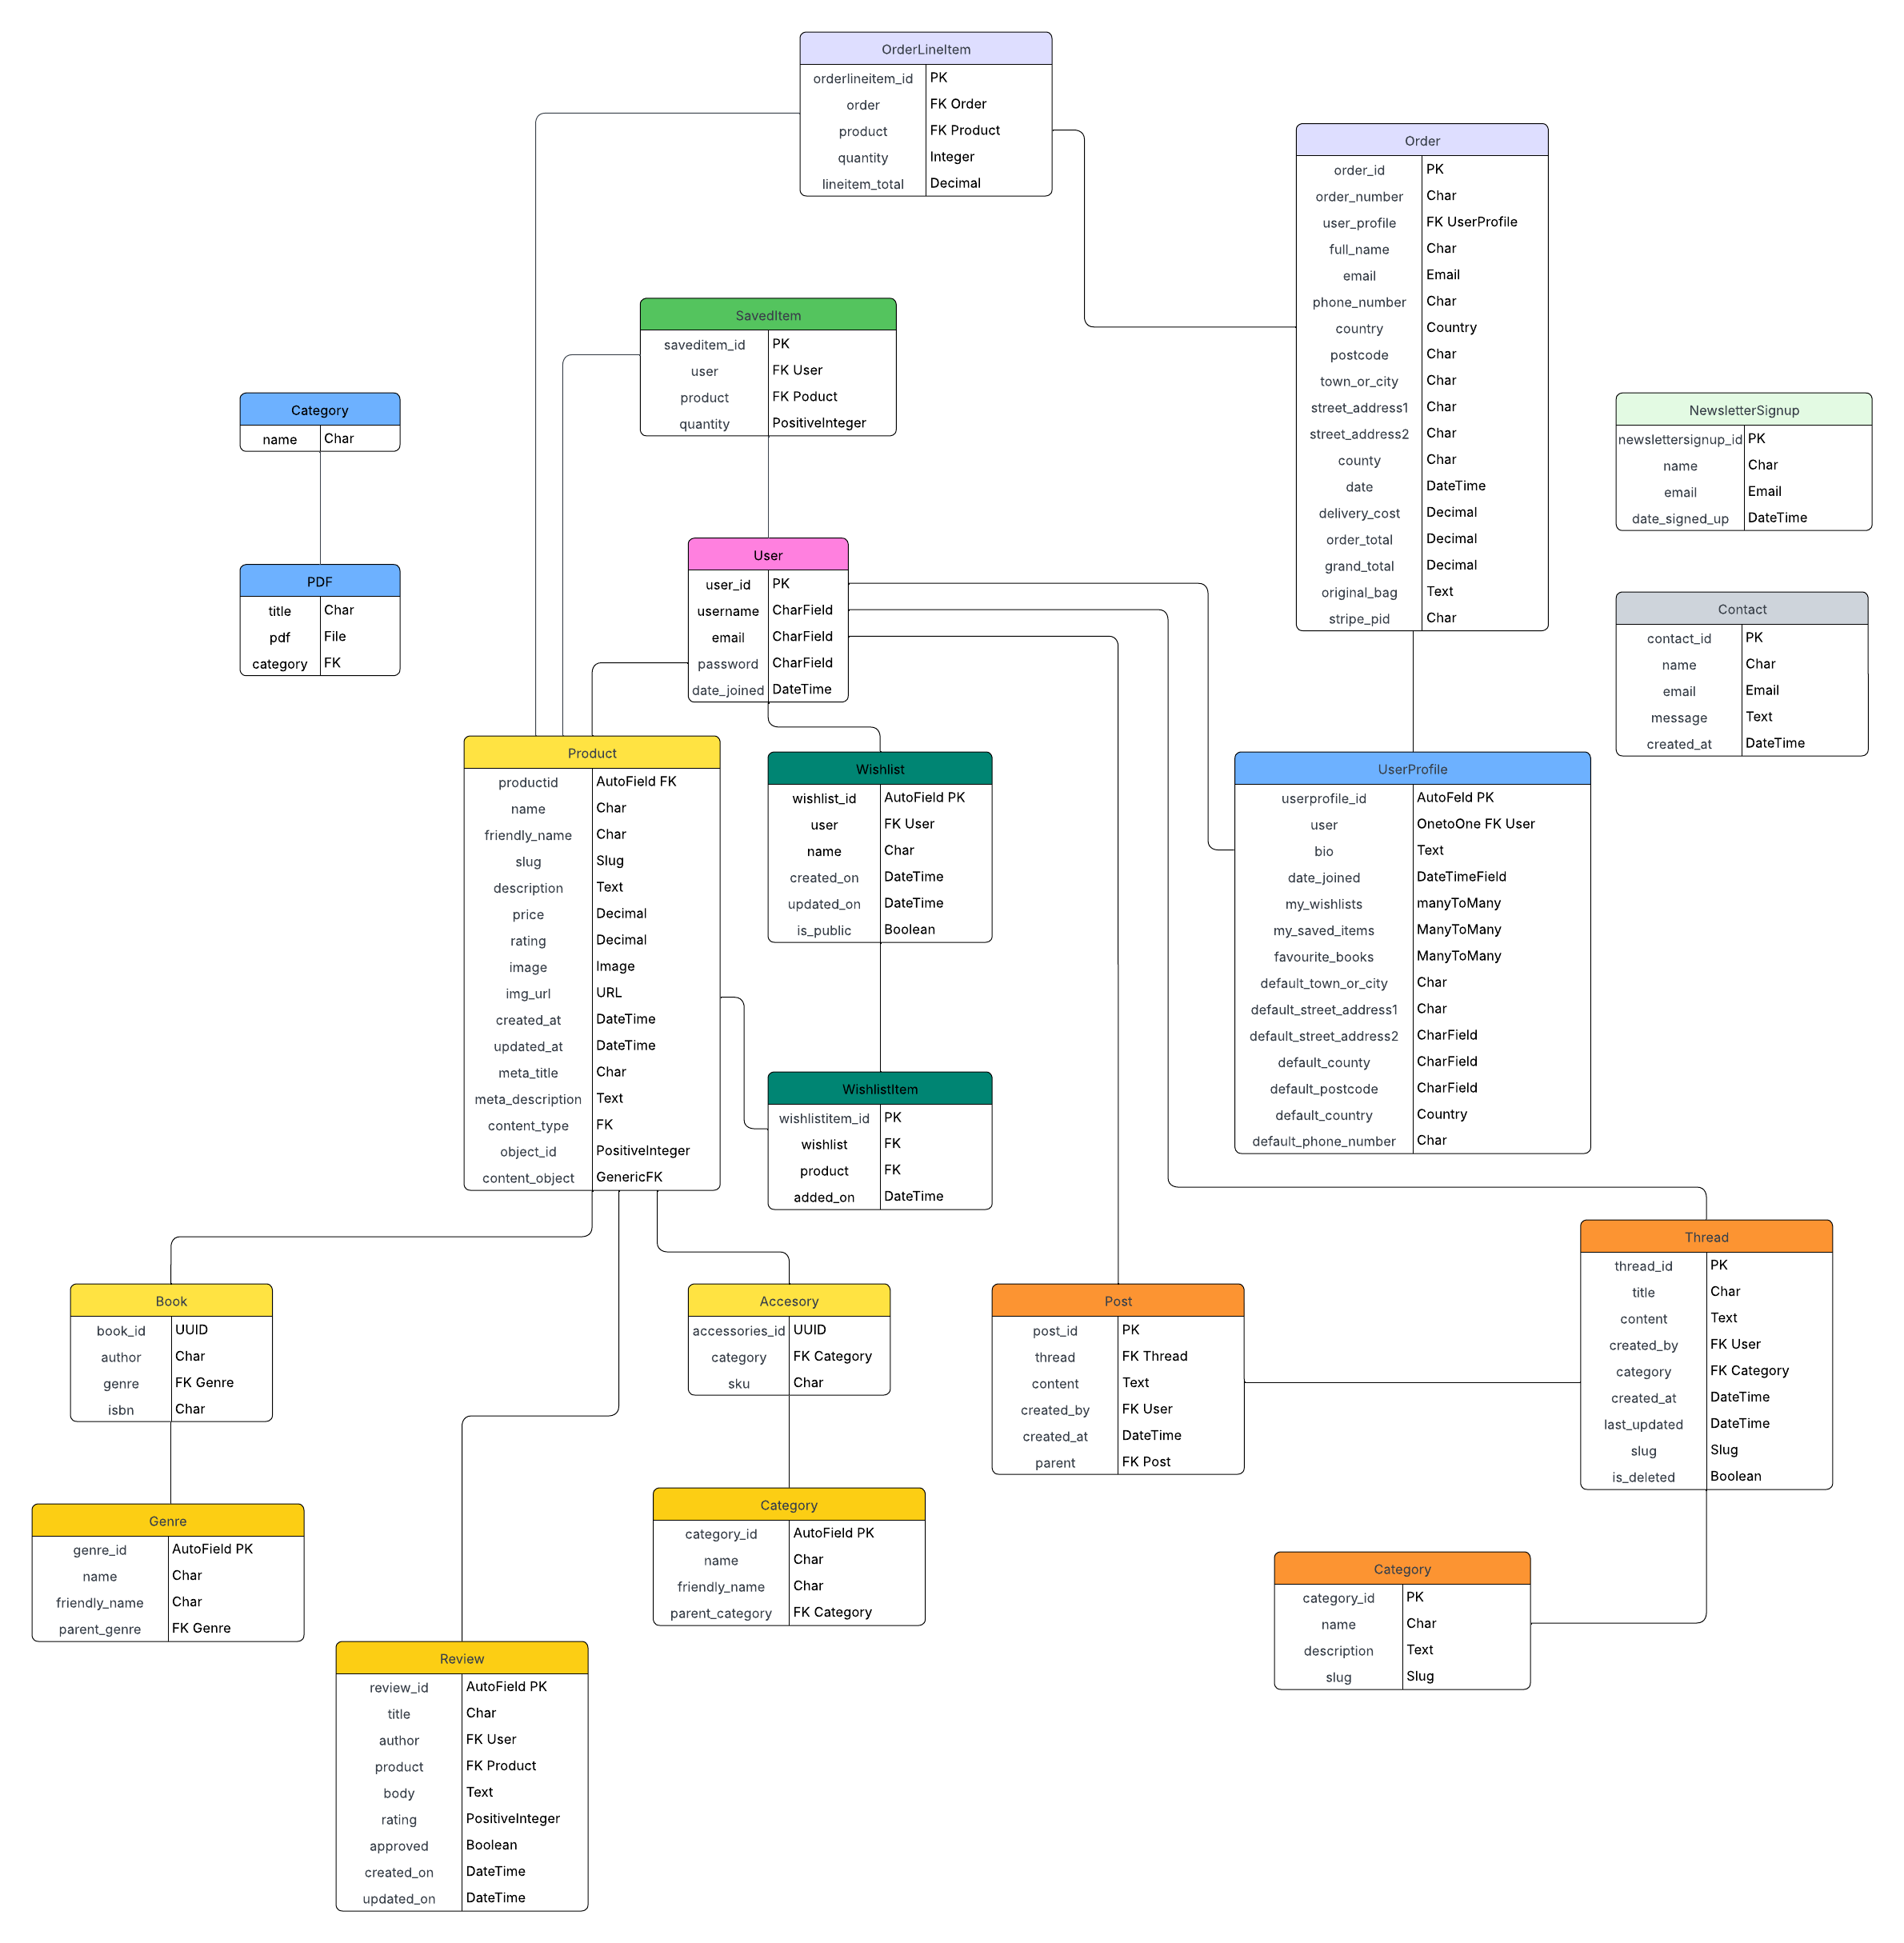 OrderLineItem
orderlineitem_id PK
order FK Order
product FK Product
quantity Integer
lineitem_total Decimal
Order
order_id PK
order_number Char
user_profile FK UserProfile
full_name Char
email Email
phone_number Char
country Country
postcode Char
town_or_city Char
street_address1 Char
street_address2 Char
county Char
date DateTime
delivery_cost Decimal
order_total Decimal
grand_total Decimal
original_bag Text
stripe_pid Char
SavedItem
saveditem_id PK
user FK User
product FK Poduct
quantity PositiveInteger
Category
name Char
NewsletterSignup
newslettersignup_id PK
name Char
email Email
date_signed_up DateTime
PDF
title Char
pdf File
category FK
User
user_id PK
username CharField
email CharField
password CharField
date_joined DateTime
Contact
contact_id PK
name Char
email Email
message Text
created_at DateTime
Product
productid AutoField FK
name Char
friendly_name Char
slug Slug
description Text
price Decimal
rating Decimal
image Image
img_url URL
created_at DateTime
updated_at DateTime
meta_title Char
meta_description Text
content_type FK
object_id PositiveInteger
content_object GenericFK
Wishlist
wishlist_id AutoField PK
user FK User
name Char
created_on DateTime
updated_on DateTime
is_public Boolean
UserProfile
userprofile_id AutoFeld PK
user OnetoOne FK User
bio Text
date_joined DateTimeField
my_wishlists manyToMany
my_saved_items ManyToMany
favourite_books ManyToMany
default_town_or_city Char
default_street_address1 Char
default_street_address2 CharField
default_county CharField
default_postcode CharField
default_country Country
default_phone_number Char
WishlistItem
wishlistitem_id PK
wishlist FK
product FK
added_on DateTime
Thread
thread_id PK
title Char
content Text
created_by FK User
category FK Category
created_at DateTime
last_updated DateTime
slug Slug
is_deleted Boolean
Book
book_id UUID
author Char
genre FK Genre
isbn Char
Accesory
accessories_id UUID
category FK Category
sku Char
Post
post_id PK
thread FK Thread
content Text
created_by FK User
created_at DateTime
parent FK Post
Genre
genre_id AutoField PK
name Char
friendly_name Char
parent_genre FK Genre
Category
category_id AutoField PK
name Char
friendly_name Char
parent_category FK Category
Category
category_id PK
name Char
description Text
slug Slug
Review
review_id AutoField PK
title Char
author FK User
product FK Product
body Text
rating PositiveInteger
approved Boolean
created_on DateTime
updated_on DateTime